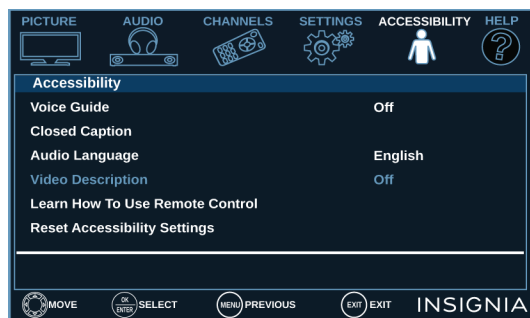 PICTURE AUDIO CHANNELS SETTINGS ACCESSIBILITY HELP
Accessibility
Voice Guide Off
Closed Caption
Audio Language English
Video Description Off
Learn How To Use Remote Control
Reset Accessibility Settings
MOVE OK ENTER SELECT MENU PREVIOUS EXIT EXIT INSIGNIA